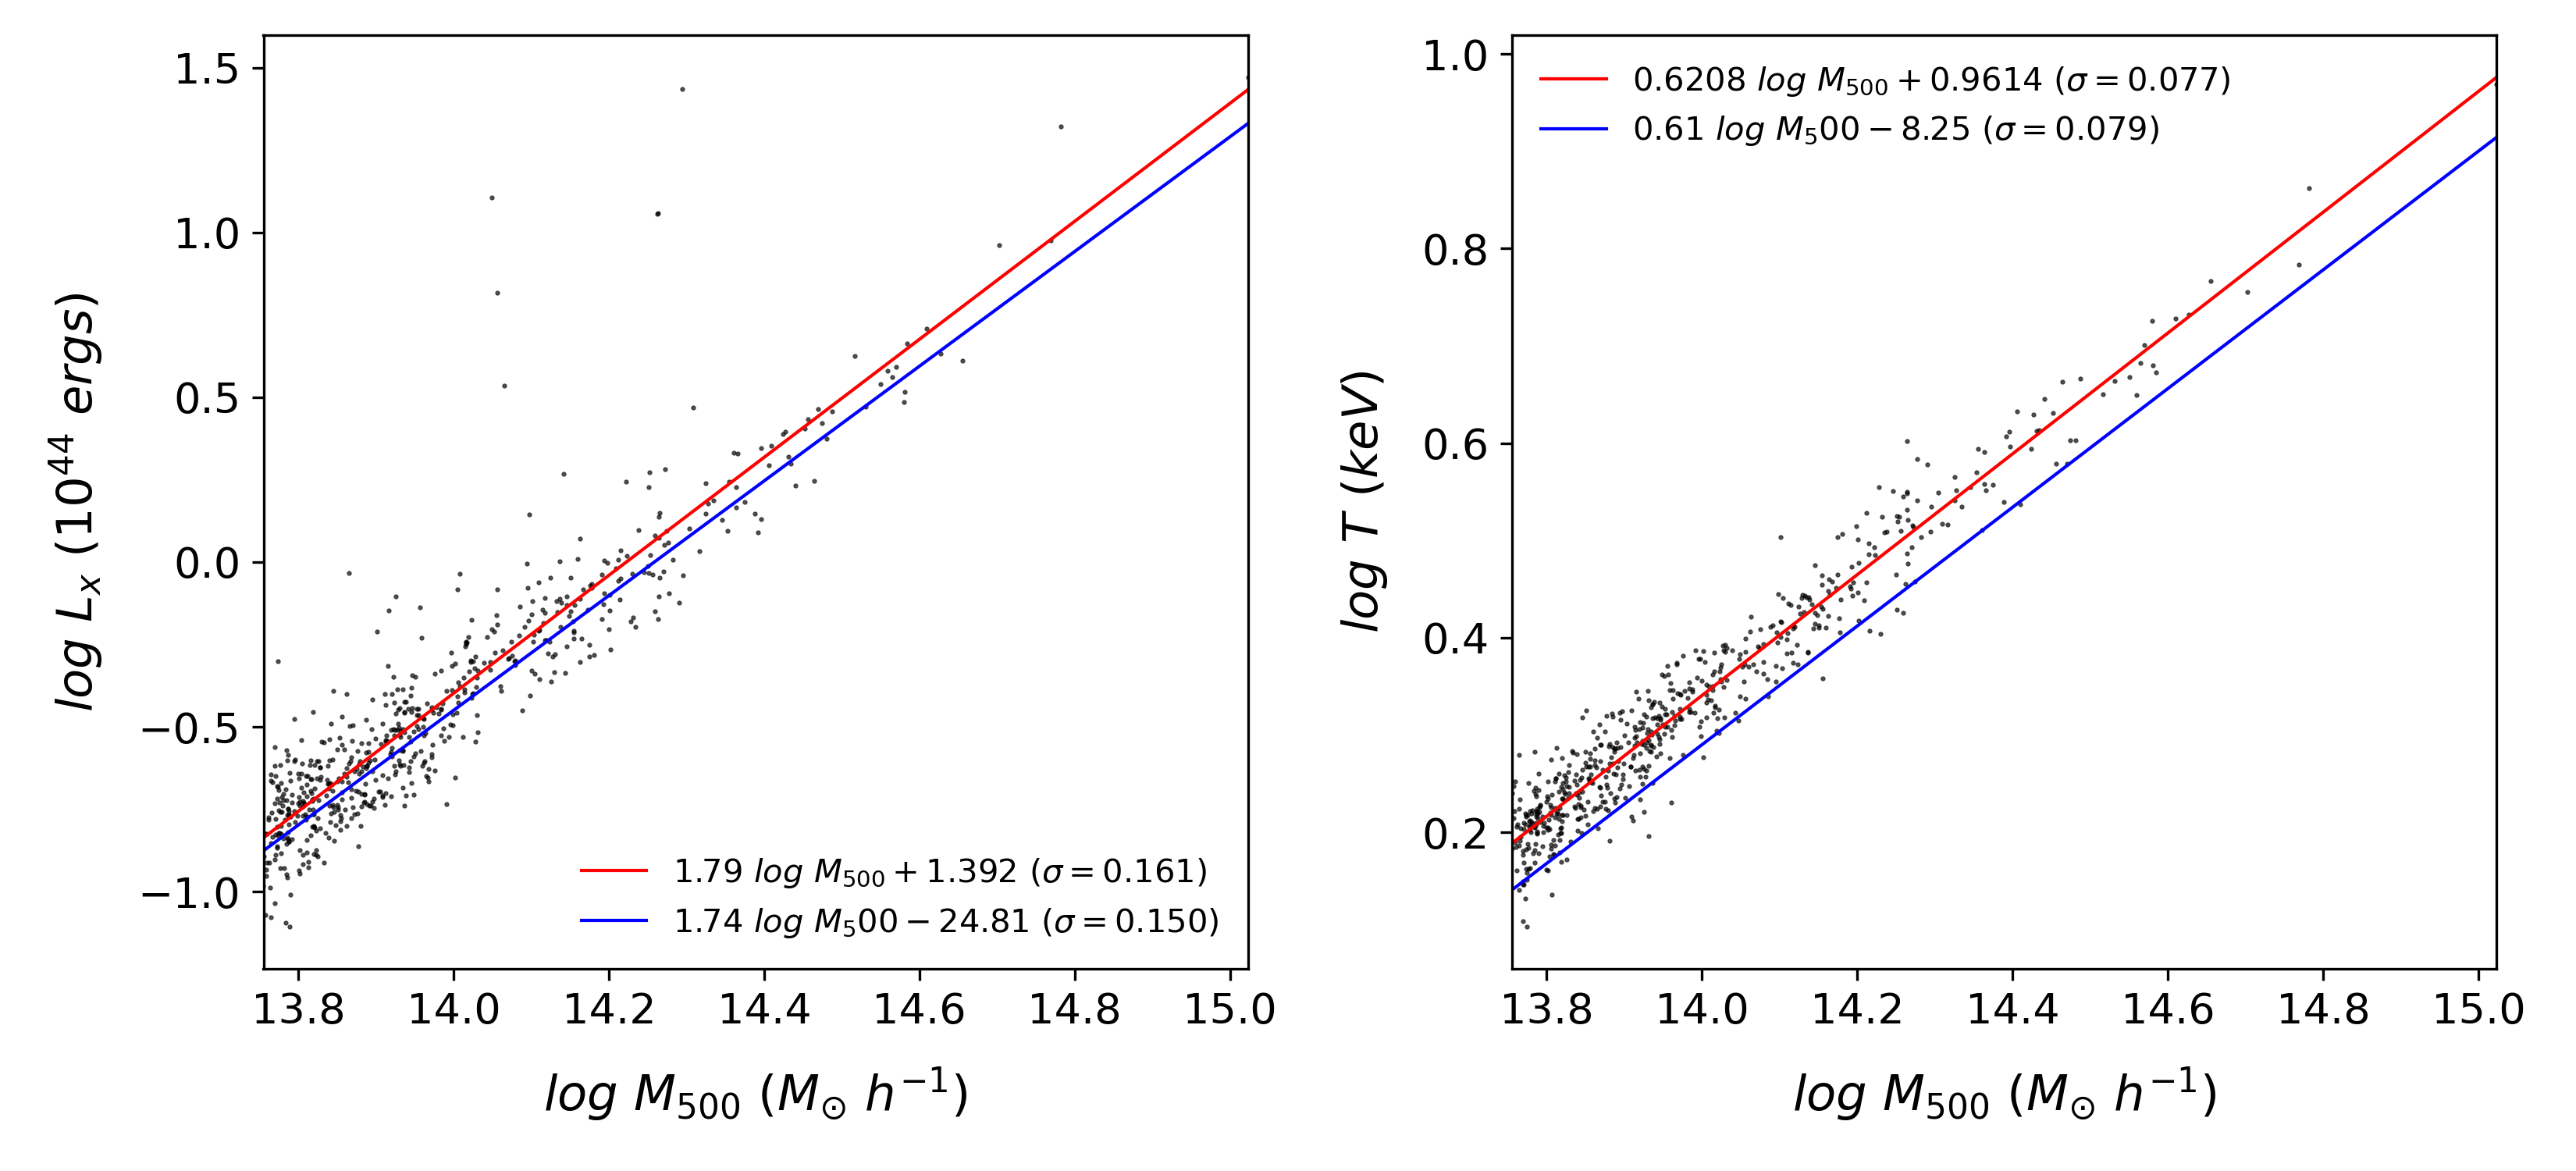 log Lₓ (10⁴⁴ ergs)
1.5
1.0
0.5
0.0
−0.5
−1.0
1.79 log M₅₀₀ + 1.392 (σ = 0.161)
1.74 log M₅00 − 24.81 (σ = 0.150)
13.8 14.0 14.2 14.4 14.6 14.8 15.0
log M₅₀₀ (M⊙ h⁻¹)
log T (keV)
1.0
0.8
0.6
0.4
0.2
0.6208 log M₅₀₀ + 0.9614 (σ = 0.077)
0.61 log M₅00 − 8.25 (σ = 0.079)
13.8 14.0 14.2 14.4 14.6 14.8 15.0
log M₅₀₀ (M⊙ h⁻¹)